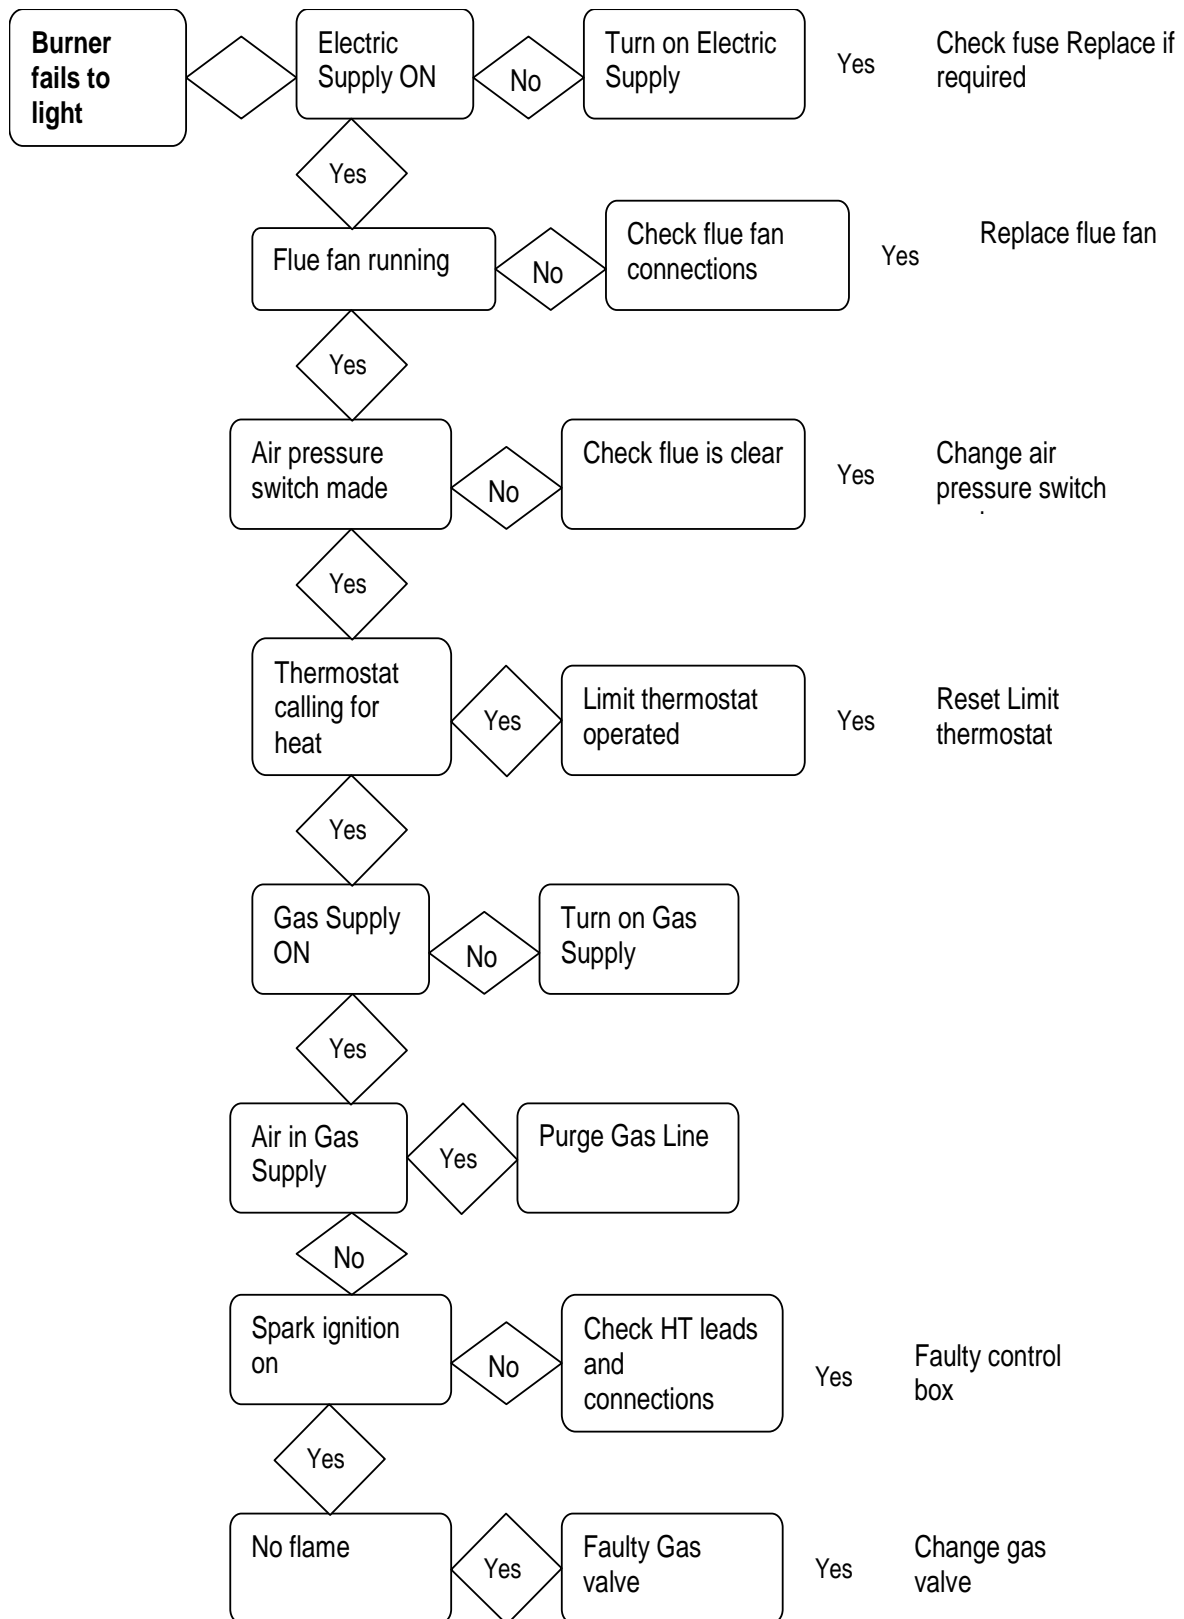 Burner
fails to
light
Electric
Supply ON
No
Turn on Electric
Supply
Yes
Check fuse Replace if
required
Yes
Flue fan running
No
Check flue fan
connections
Yes
Replace flue fan
Yes
Air pressure
switch made
No
Check flue is clear
Yes
Change air
pressure switch
Yes
Thermostat
calling for
heat
Yes
Limit thermostat
operated
Yes
Reset Limit
thermostat
Yes
Gas Supply
ON
No
Turn on Gas
Supply
Yes
Air in Gas
Supply
Yes
Purge Gas Line
No
Spark ignition
on
No
Check HT leads
and
connections
Yes
Faulty control
box
Yes
No flame
Yes
Faulty Gas
valve
Yes
Change gas
valve